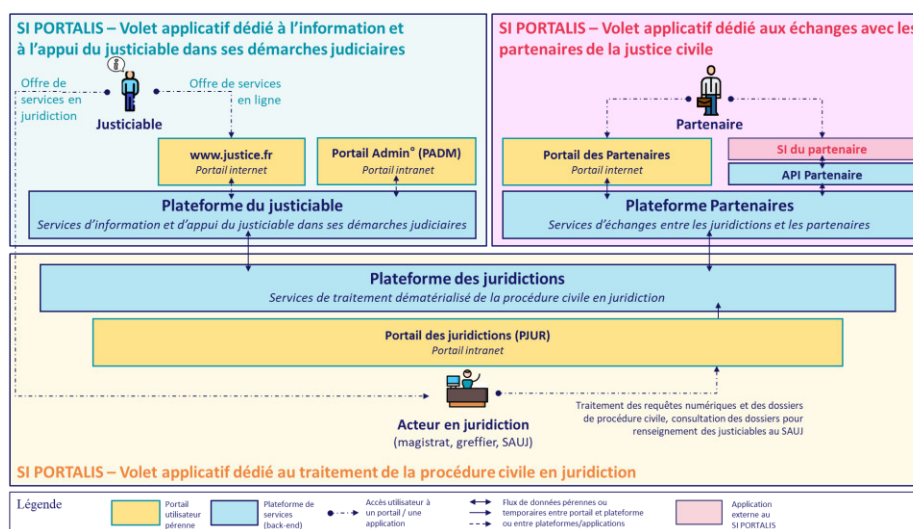 SI PORTALIS – Volet applicatif dédié à l'information et
à l'appui du justiciable dans ses démarches judiciaires
Offre de
services en
juridiction
Offre de services
en ligne
Justiciable
www.justice.fr
Portail internet
Portail Admin° (PADM)
Portail intranet
Plateforme du justiciable
Services d'information et d'appui du justiciable dans ses démarches judiciaires
SI PORTALIS – Volet applicatif dédié aux échanges avec les
partenaires de la justice civile
Partenaire
Portail des Partenaires
Portail internet
SI du partenaire
API Partenaire
Plateforme Partenaires
Services d'échanges entre les juridictions et les partenaires
Plateforme des juridictions
Services de traitement dématérialisé de la procédure civile en juridiction
Portail des juridictions (PJUR)
Portail intranet
Acteur en juridiction
(magistrat, greffier, SAUJ)
Traitement des requêtes numériques et des dossiers
de procédure civile, consultation des dossiers pour
renseignement des justiciables au SAUJ
SI PORTALIS – Volet applicatif dédié au traitement de la procédure civile en juridiction
Légende
Portail
utilisateur
pérenne
Plateforme de
services
(back-end)
Accès utilisateur à
un portail / une
application
Flux de données pérennes ou
temporaires entre portail et plateforme
ou entre plateformes/applications
Application
externe au
SI PORTALIS